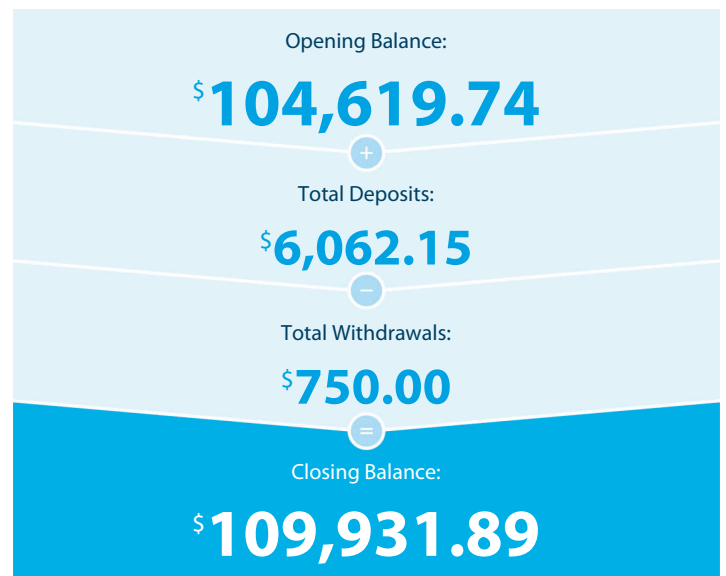 Opening Balance:
$104,619.74
+
Total Deposits:
$6,062.15
−
Total Withdrawals:
$750.00
=
Closing Balance:
$109,931.89